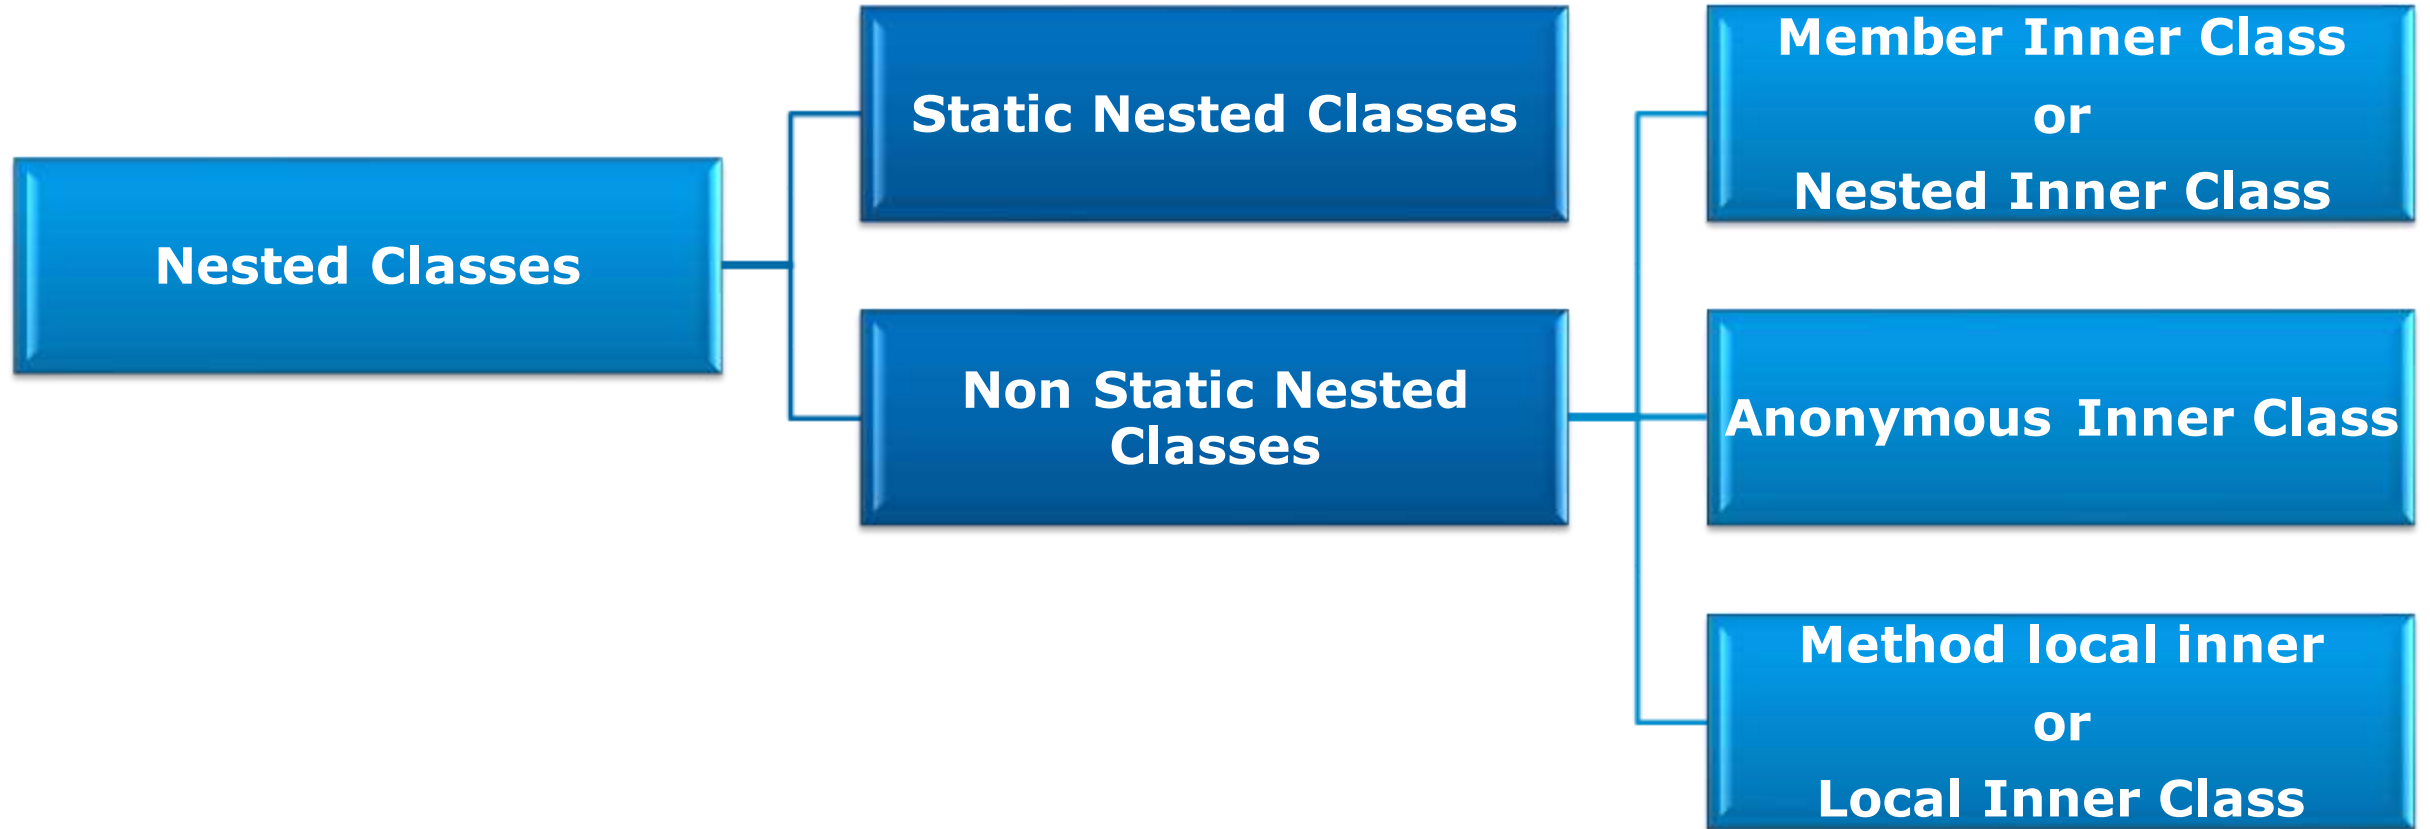 Nested Classes
Static Nested Classes
Non Static Nested
Classes
Member Inner Class
or
Nested Inner Class
Anonymous Inner Class
Method local inner
or
Local Inner Class